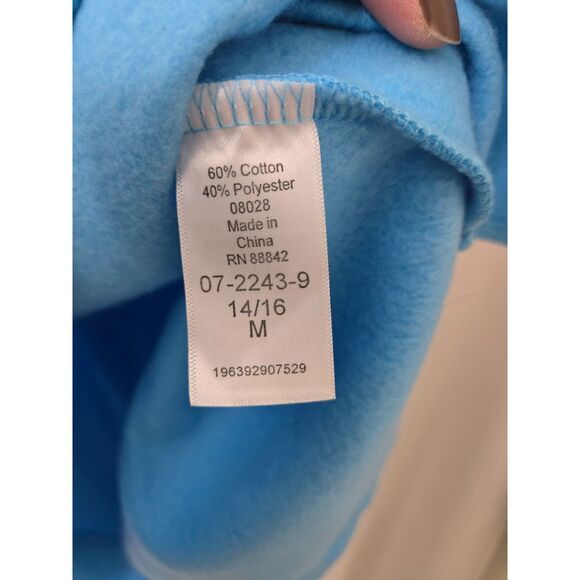 60% Cotton
40% Polyester
08028
Made in
China
RN 88842
07-2243-9
14/16
M
196392907529